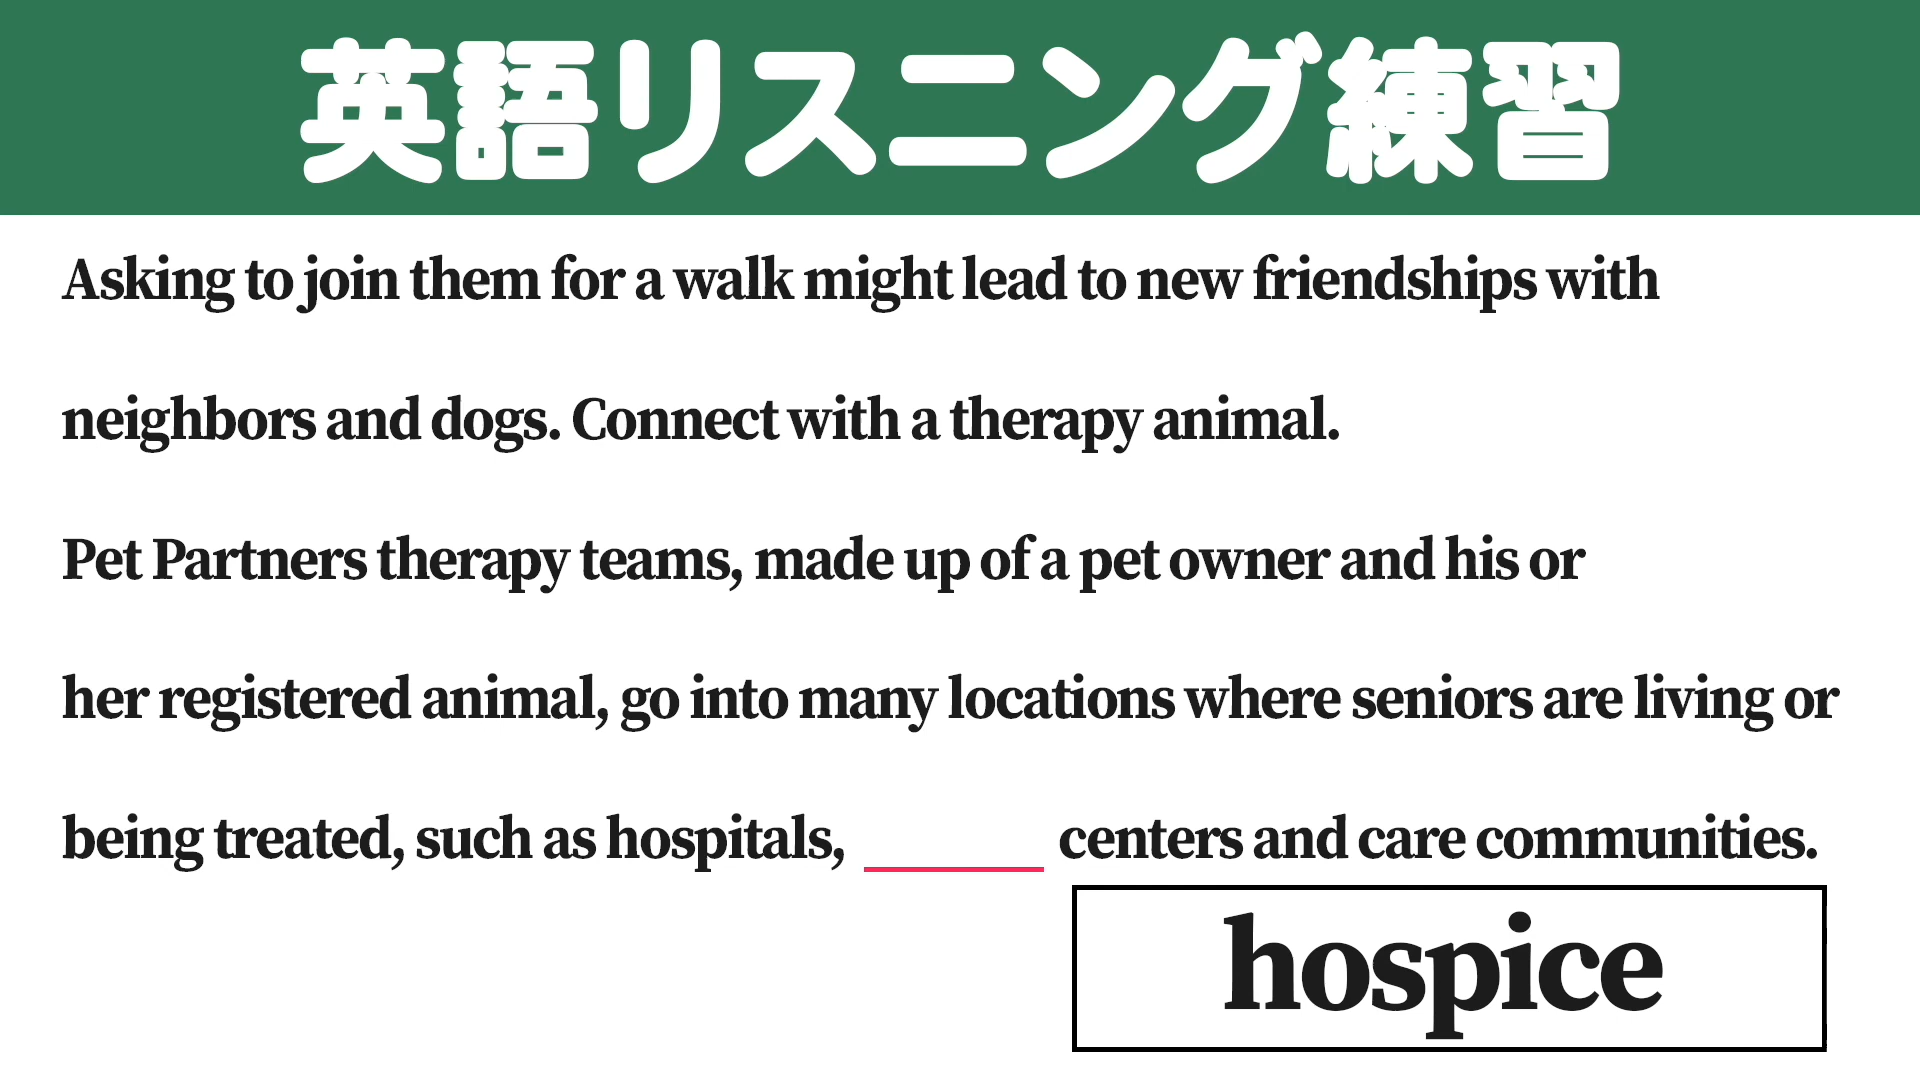 英語リスニング練習
Asking to join them for a walk might lead to new friendships with
neighbors and dogs. Connect with a therapy animal.
Pet Partners therapy teams, made up of a pet owner and his or
her registered animal, go into many locations where seniors are living or
being treated, such as hospitals, ______ centers and care communities.
hospice